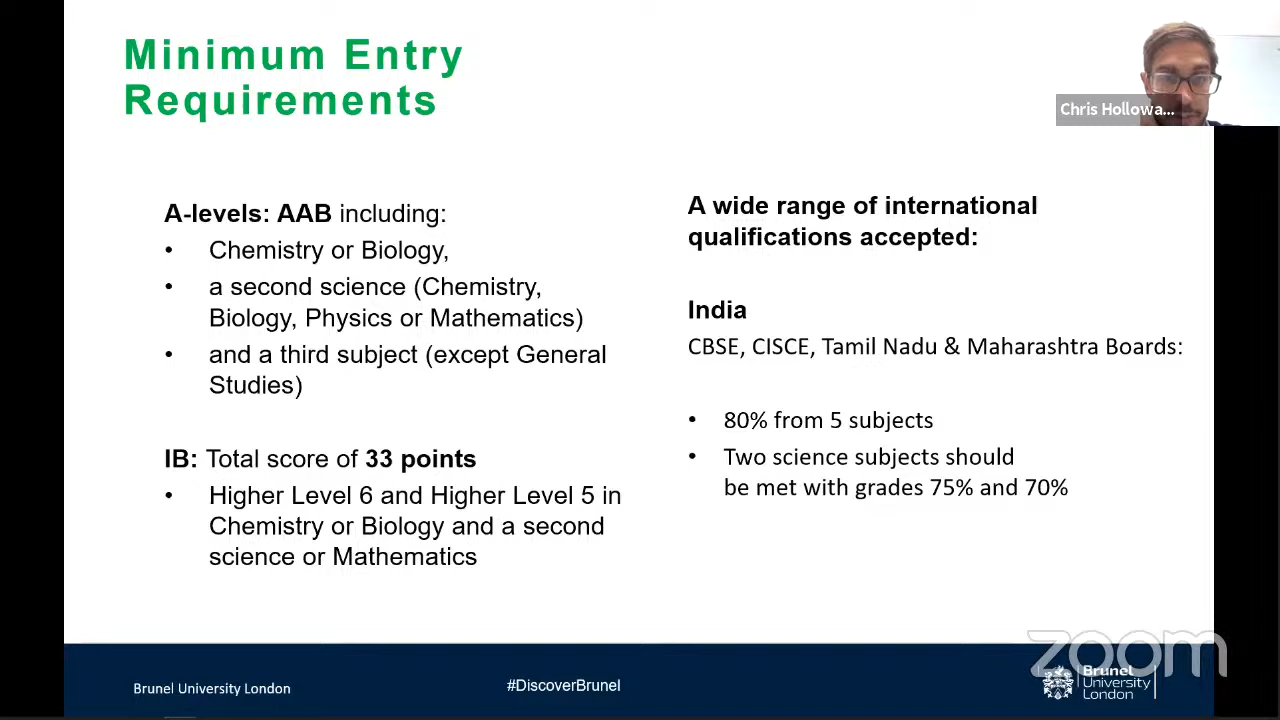 Minimum Entry
Requirements
Chris Hollowa...
A-levels: AAB including:
• Chemistry or Biology,
• a second science (Chemistry,
Biology, Physics or Mathematics)
• and a third subject (except General
Studies)
IB: Total score of 33 points
• Higher Level 6 and Higher Level 5 in
Chemistry or Biology and a second
science or Mathematics
A wide range of international
qualifications accepted:
India
CBSE, CISCE, Tamil Nadu & Maharashtra Boards:
• 80% from 5 subjects
• Two science subjects should
be met with grades 75% and 70%
zoom
Brunel University London
#DiscoverBrunel
Brunel
University
London